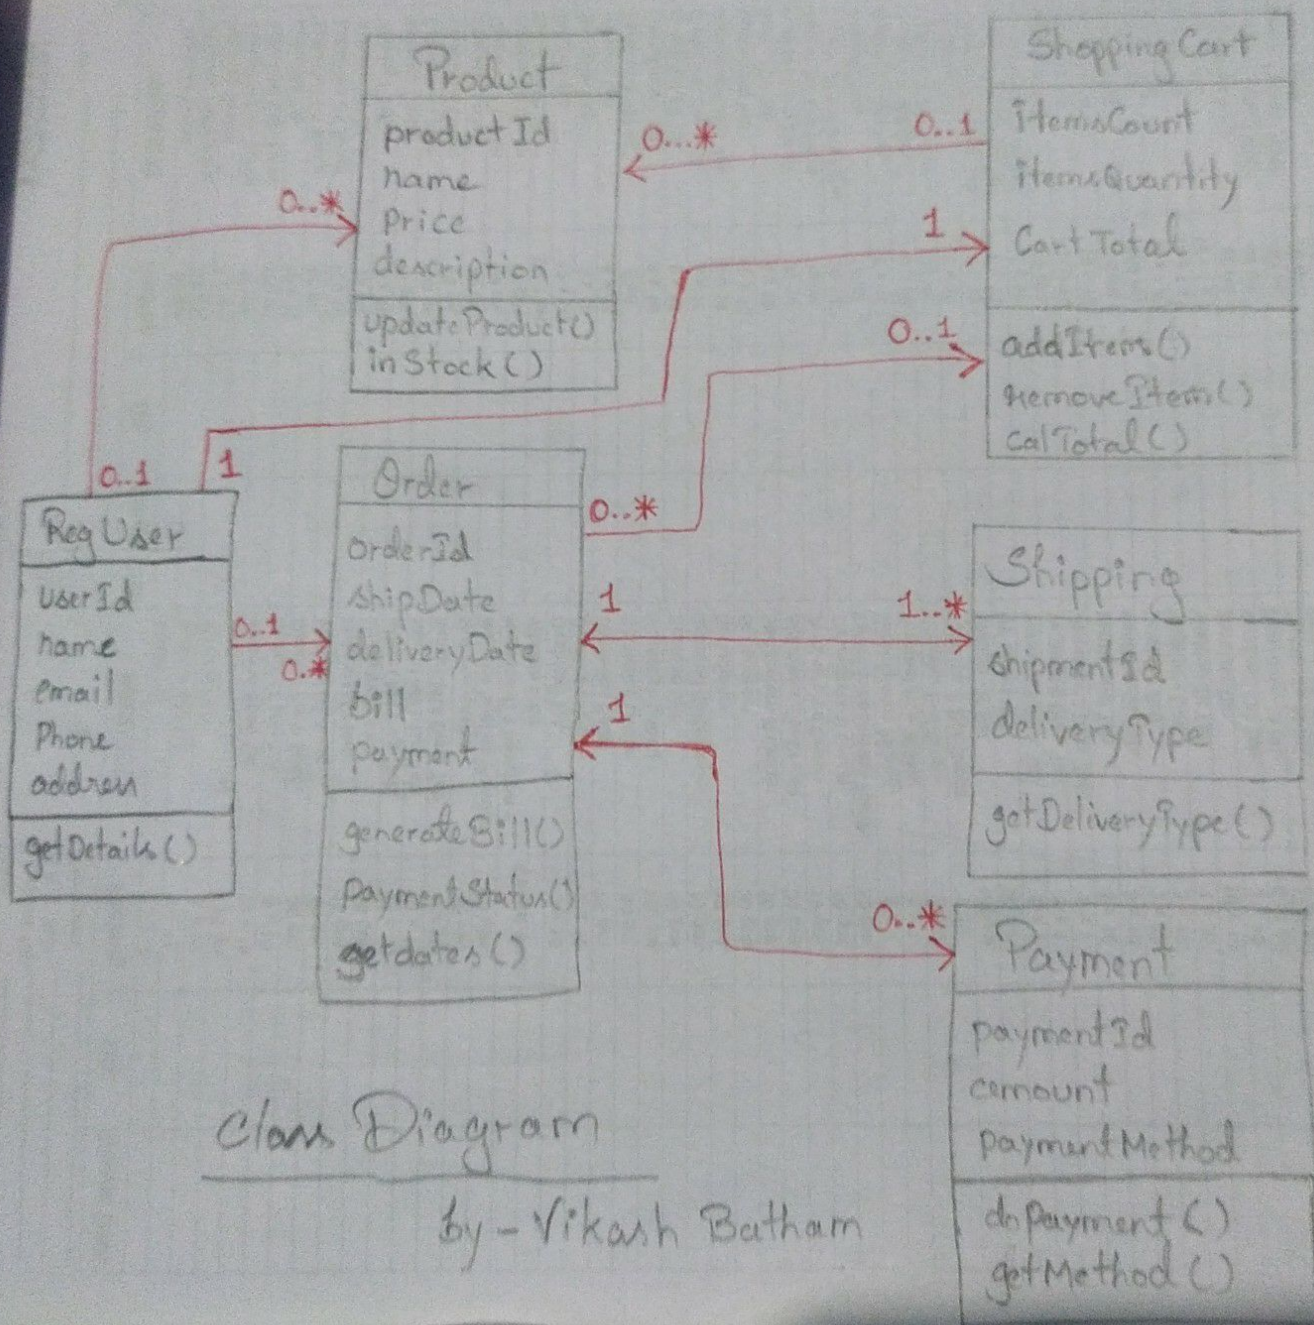 Product
productId
name
Price
description
updateProduct()
inStock()
ShoppingCart
itemsCount
itemsQuantity
CartTotal
addItems()
removeItem()
calTotal()
0...*
0..1
0..*
1
0..1
0..1
1
RegUser
userId
name
email
Phone
address
getDetails()
0..1
0.*
Order
OrderId
shipDate
deliveryDate
bill
payment
generateBill()
paymentStatus()
getdates()
0..*
1
1..*
1
0..*
Shipping
shipmentId
deliveryType
getDeliveryType()
Payment
paymentId
amount
paymentMethod
doPayment()
getMethod()
Class Diagram
by - Vikash Batham